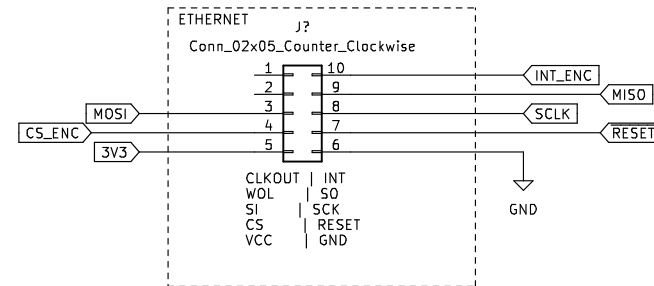 ETHERNET
J?
Conn_02x05_Counter_Clockwise
1 10 INT_ENC
2 9 MISO
MOSI 3 8 SCLK
CS_ENC 4 7 RESET
3V3 5 6
CLKOUT | INT
WOL | SO
SI | SCK
CS | RESET
VCC | GND
GND